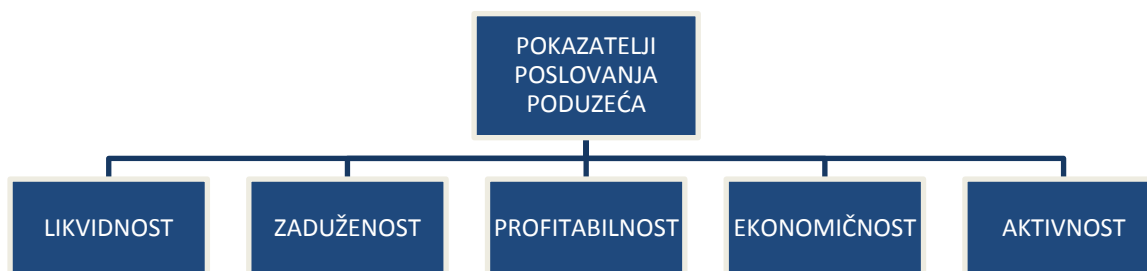 POKAZATELJI
POSLOVANJA
PODUZEĆA
LIKVIDNOST
ZADUŽENOST
PROFITABILNOST
EKONOMIČNOST
AKTIVNOST